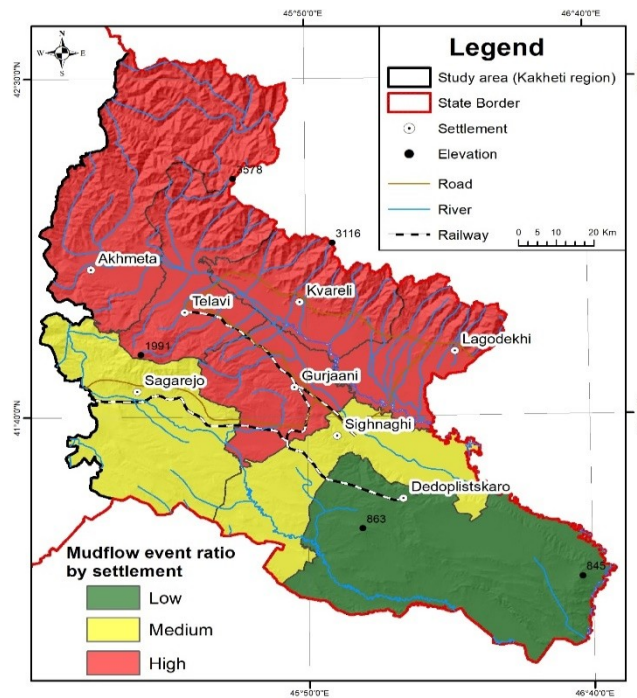 45°50'0"E
46°40'0"E
N
W
E
S
42°30'0"N
Legend
Study area (Kakheti region)
State Border
Settlement
Elevation
Road
River
Railway
0 5 10 20 Km
3578
3116
Akhmeta
Telavi
Kvareli
1991
Lagodekhi
Sagarejo
Gurjaani
41°40'0"N
Sighnaghi
Dedoplistskaro
863
845
Mudflow event ratio
by settlement
Low
Medium
High
45°50'0"E
46°40'0"E